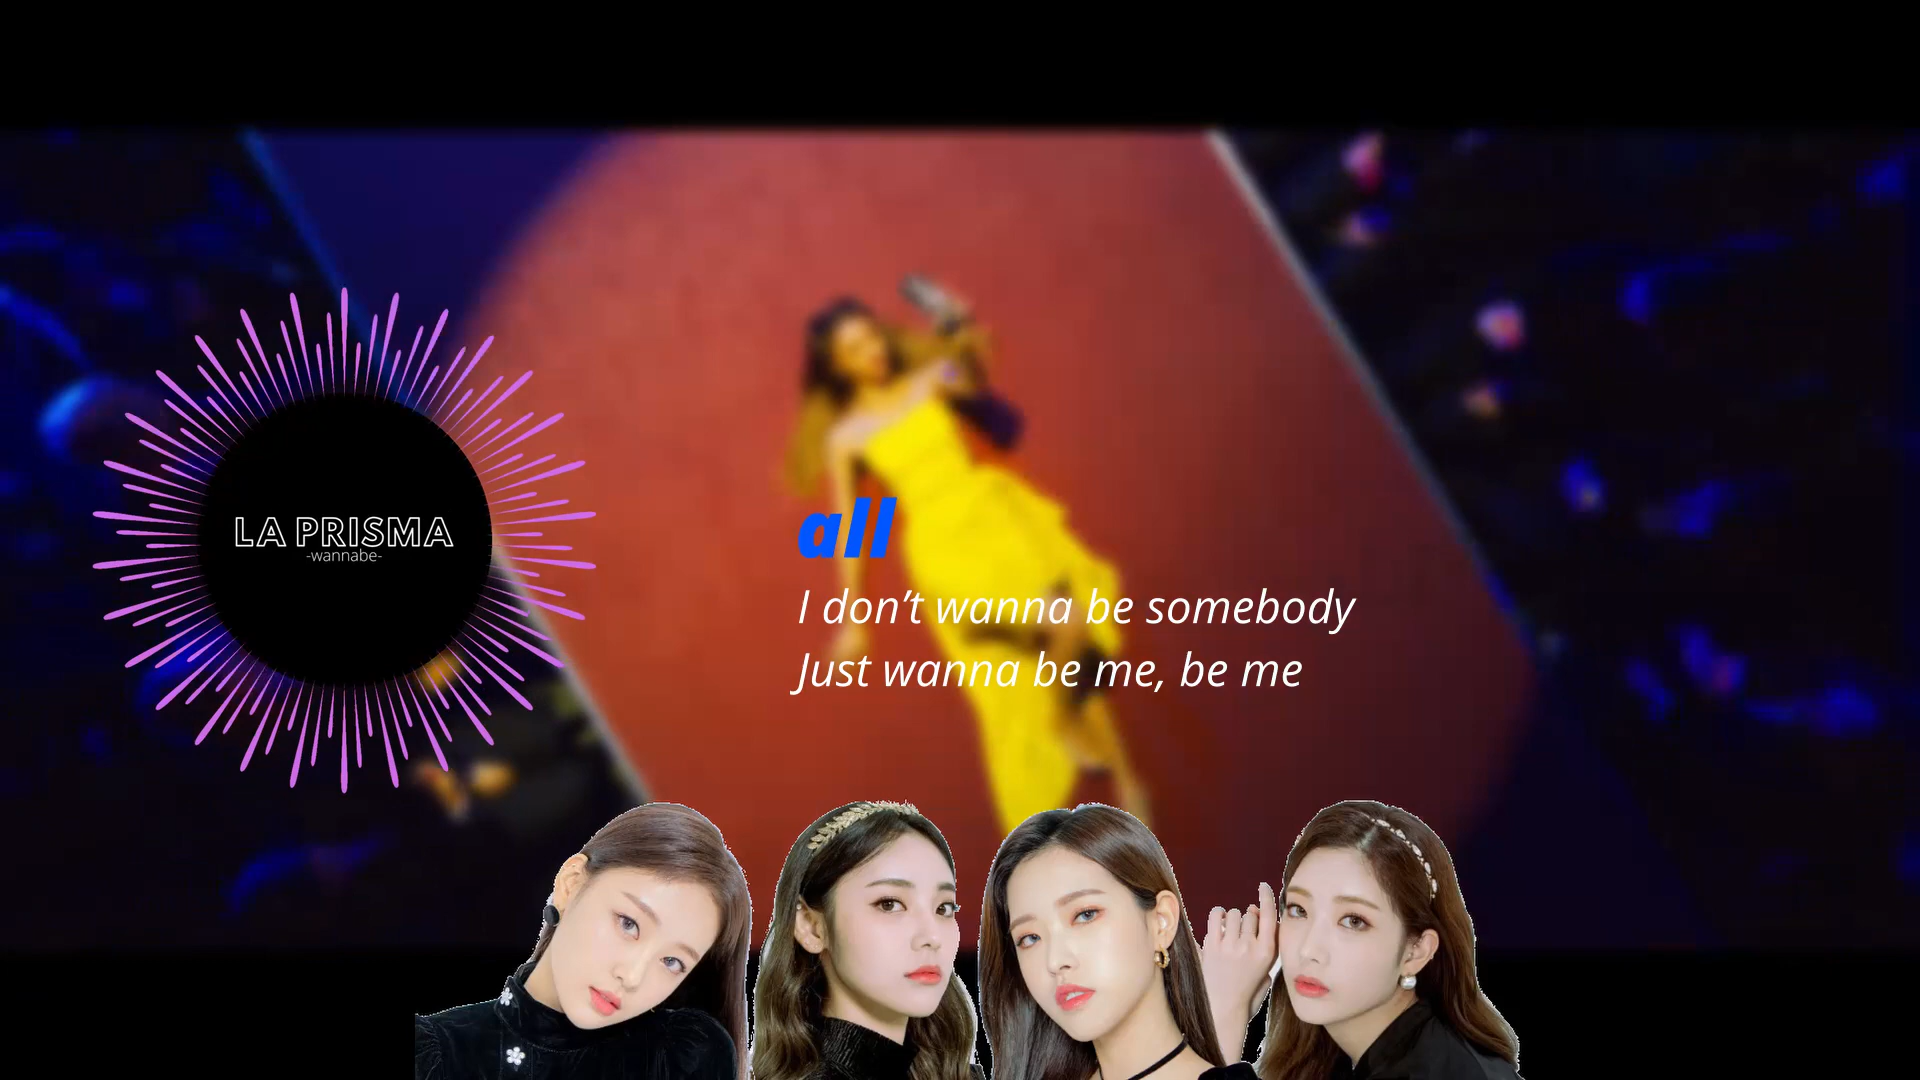 LA PRISMA
-wannabe-
all
I don’t wanna be somebody
Just wanna be me, be me